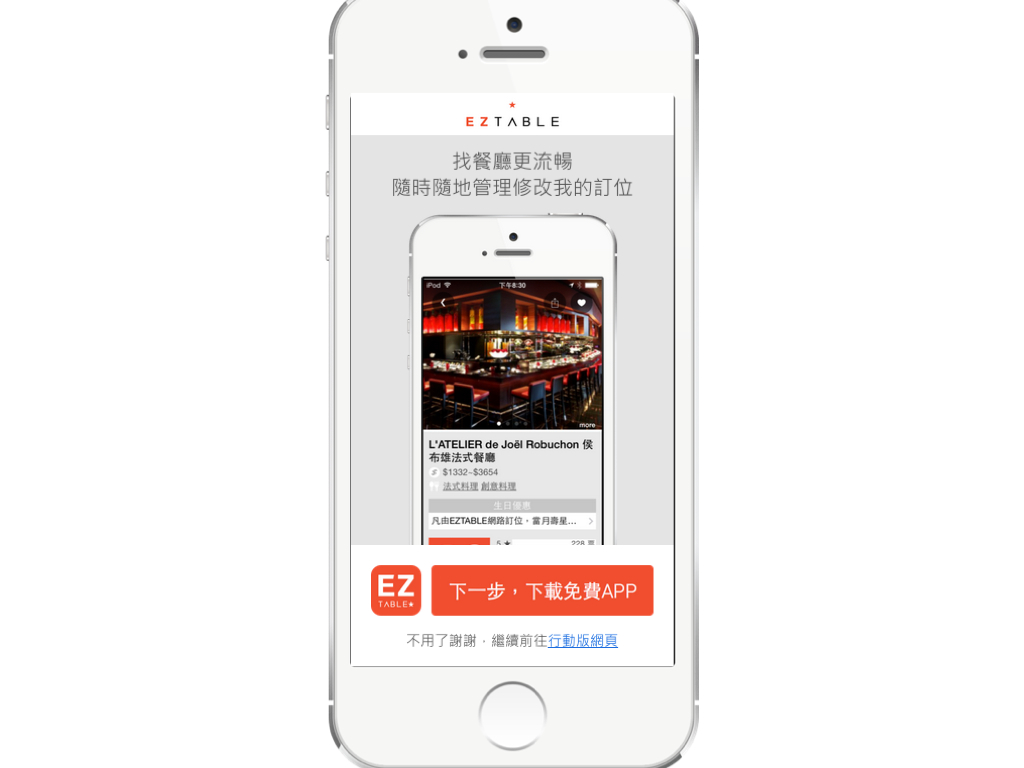 EZTABLE
找餐廳更流暢
隨時隨地管理修改我的訂位
iPod 下午8:30
more
L'ATELIER de Joël Robuchon 侯
布雄法式餐廳
$1332~$3654
法式料理 創意料理
生日優惠
凡由EZTABLE網路訂位，當月壽星...
5 ★ 228
EZ
TABLE★
下一步，下載免費APP
不用了謝謝．繼續前往行動版網頁